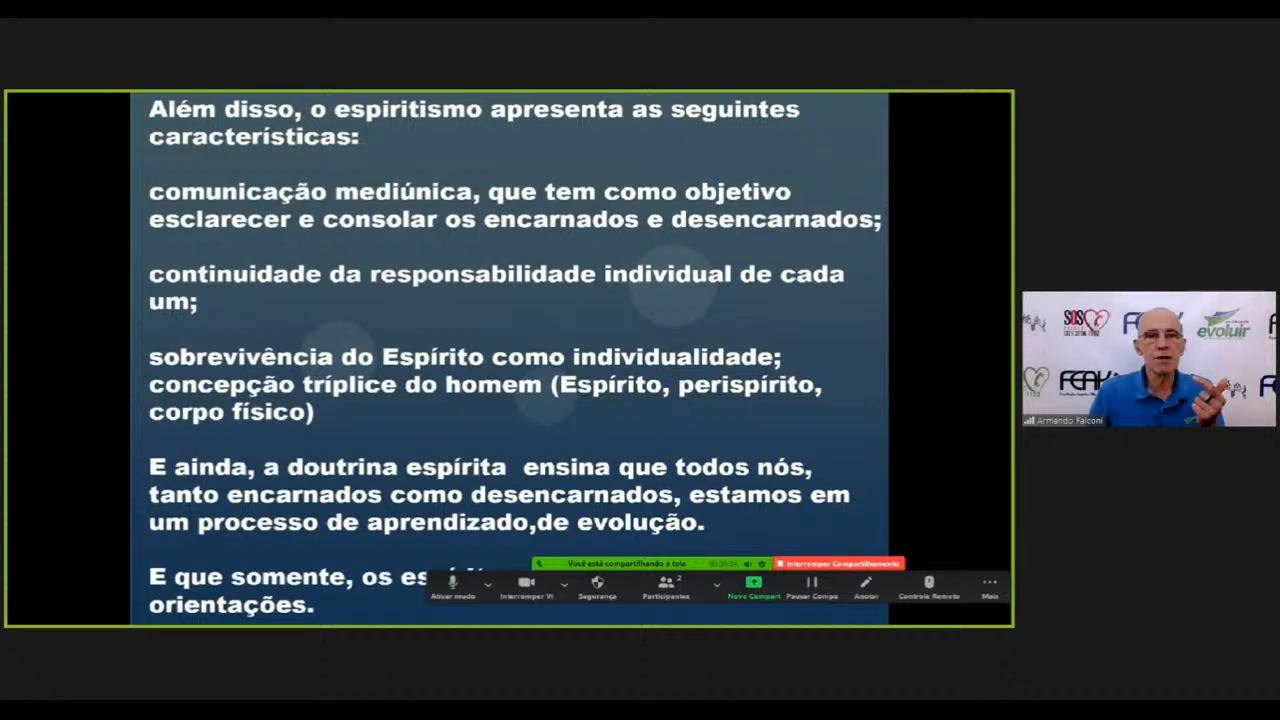 Além disso, o espiritismo apresenta as seguintes
características:
comunicação mediúnica, que tem como objetivo
esclarecer e consolar os encarnados e desencarnados;
continuidade da responsabilidade individual de cada
um;
sobrevivência do Espírito como individualidade;
concepção tríplice do homem (Espírito, perispírito,
corpo físico)
E ainda, a doutrina espírita ensina que todos nós,
tanto encarnados como desencarnados, estamos em
um processo de aprendizado,de evolução.
E que somente, os
orientações.
Você está compartilhando a tela
Interromper Compartilhamento
Ativar mudo
Interromper Ví
Segurança
Participantes
2
Novo Compart
Pausar Compa
Anotar
Controle Remoto
Mais
SOS
evoluir
FEAK
Armando Falconi